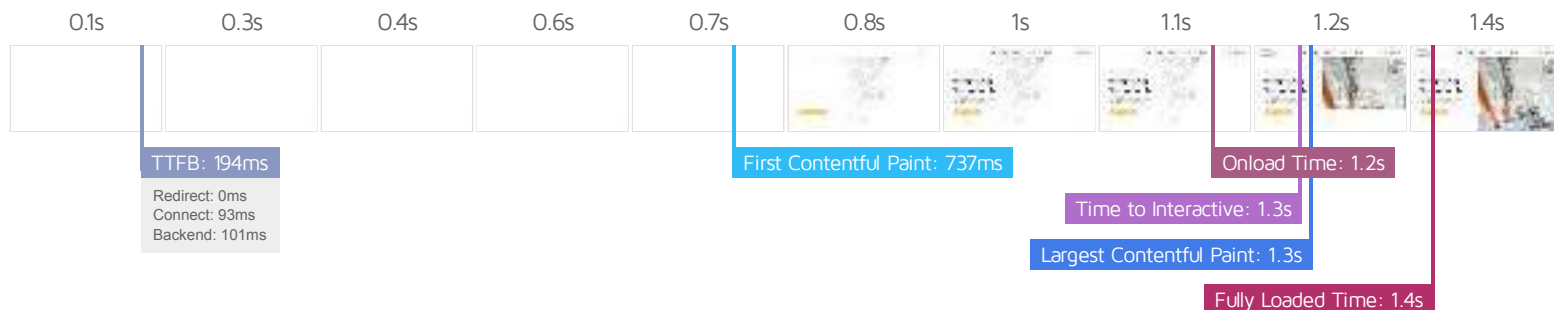 0.1s 0.3s 0.4s 0.6s 0.7s 0.8s 1s 1.1s 1.2s 1.4s
TTFB: 194ms
Redirect: 0ms
Connect: 93ms
Backend: 101ms
First Contentful Paint: 737ms
Onload Time: 1.2s
Time to Interactive: 1.3s
Largest Contentful Paint: 1.3s
Fully Loaded Time: 1.4s